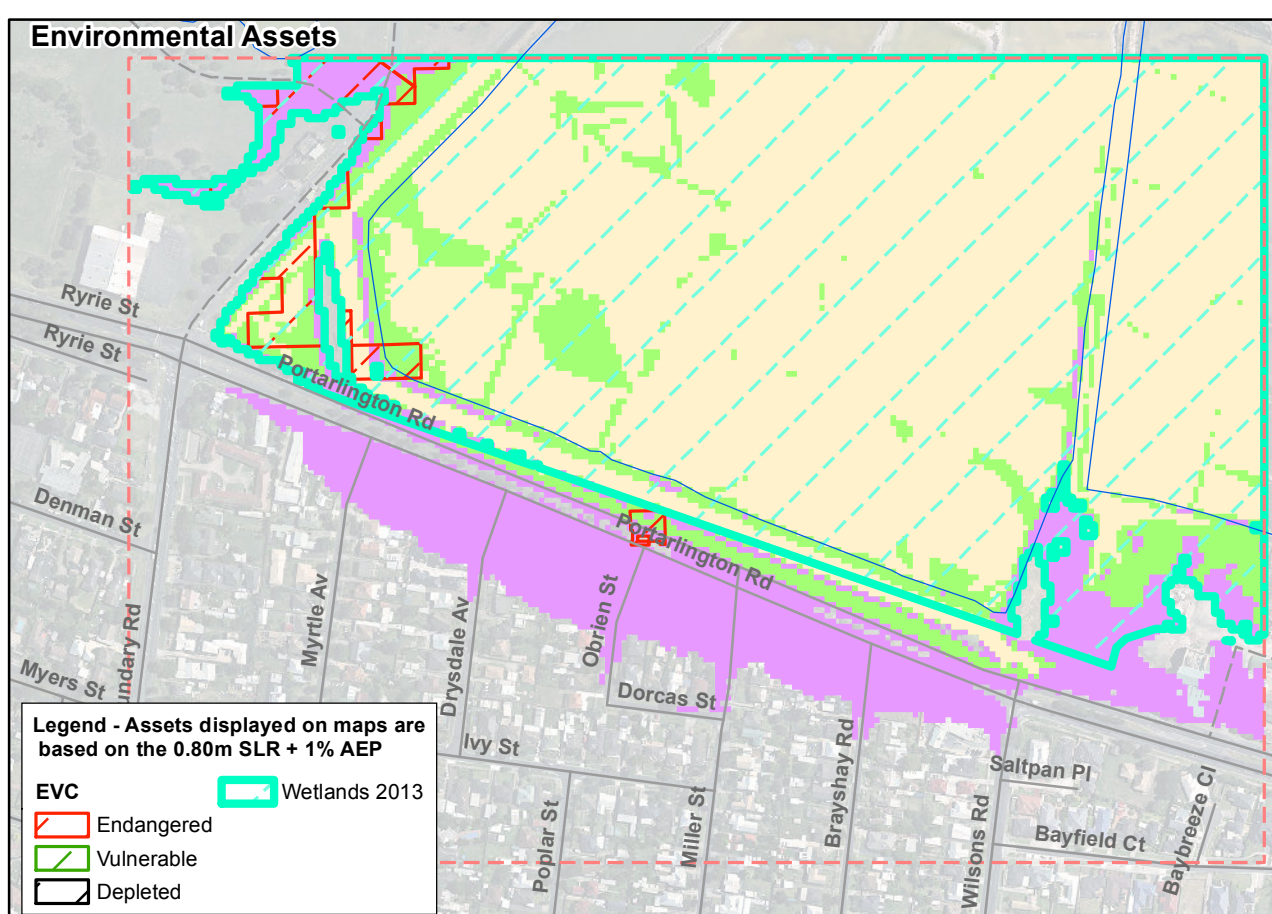 Environmental Assets
Ryrie St
Ryrie St
Portarlington Rd
Denman St
Portarlington Rd
Myrtle Av
Drysdale Av
Obrien St
undary Rd
Myers St
Dorcas St
Legend - Assets displayed on maps are
based on the 0.80m SLR + 1% AEP
Ivy St
Brayshay Rd
Saltpan Pl
EVC
Wetlands 2013
Endangered
Vulnerable
Depleted
Poplar St
Miller St
Wilsons Rd
Bayfield Ct
Baybreeze Cl